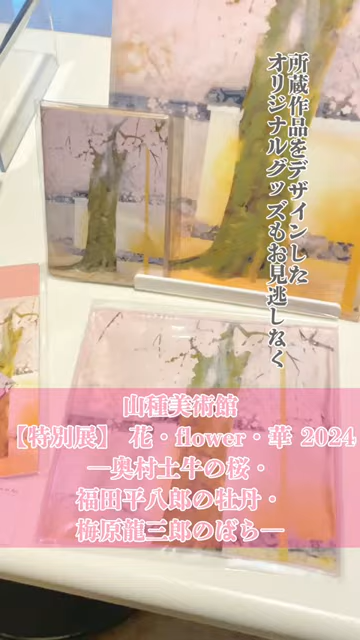 所蔵作品をデザインした
オリジナルグッズもお見逃しなく
山種美術館
【特別展】 花・flower・華 2024
―奥村土牛の桜・
福田平八郎の牡丹・
梅原龍三郎のばら―